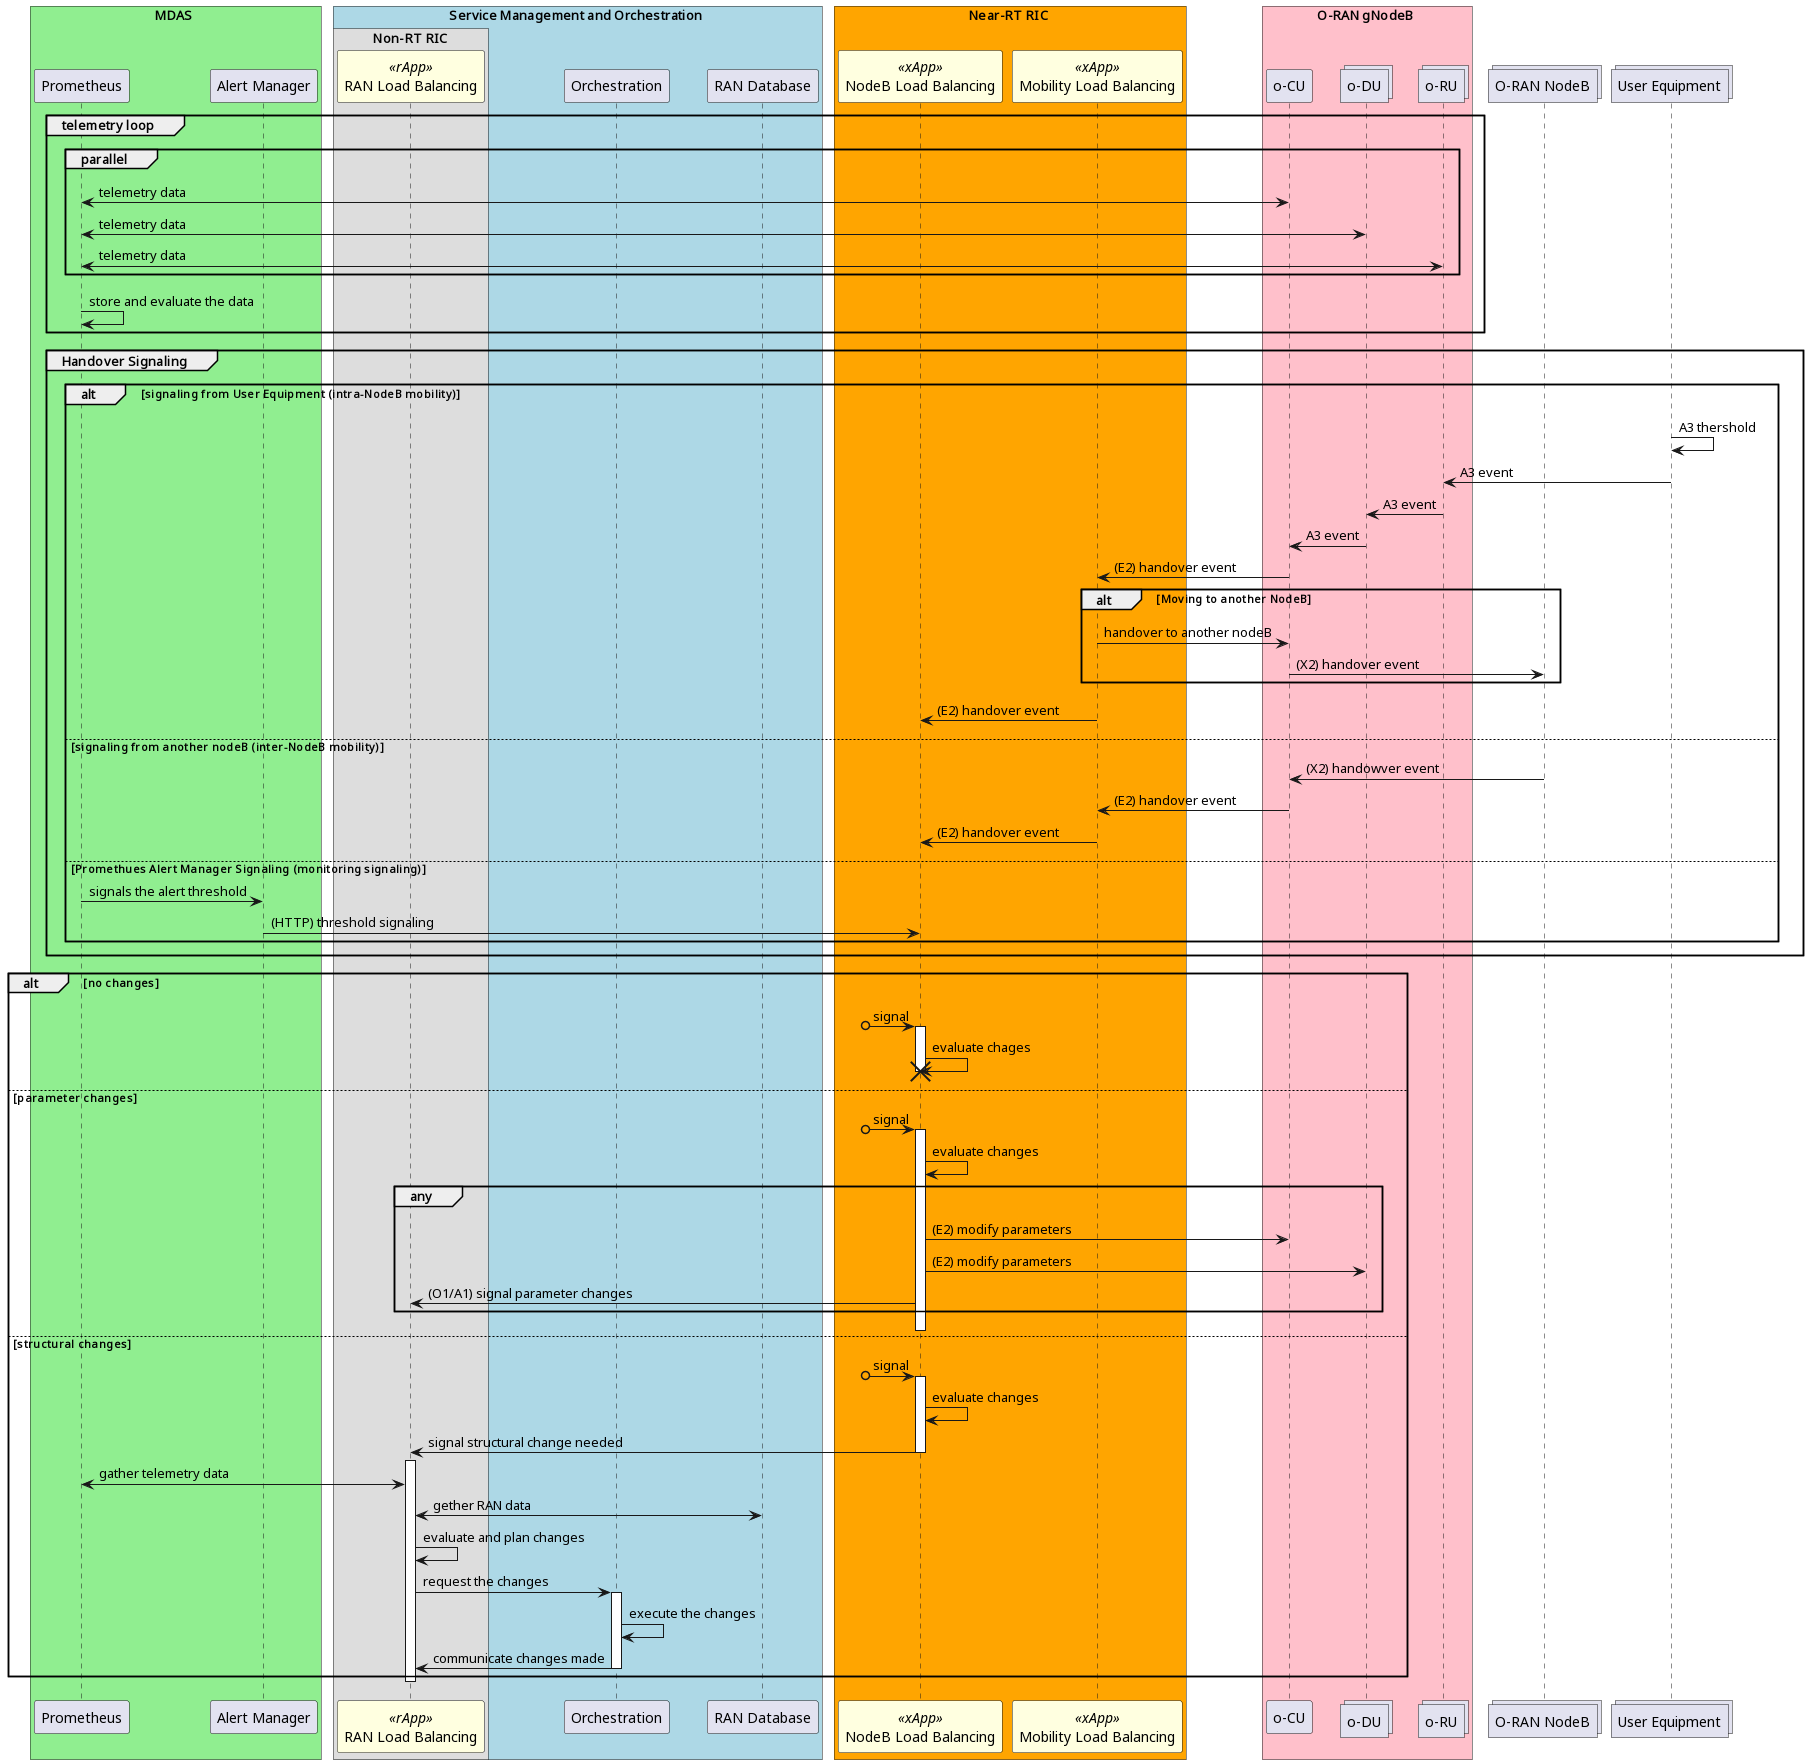 MDAS
Service Management and Orchestration
Near-RT RIC
O-RAN gNodeB
Non-RT RIC
«rApp»
«xApp»
«xApp»
Prometheus
Alert Manager
RAN Load Balancing
Orchestration
RAN Database
NodeB Load Balancing
Mobility Load Balancing
o-CU
o-DU
o-RU
O-RAN NodeB
User Equipment
telemetry loop
parallel
telemetry data
telemetry data
telemetry data
store and evaluate the data
Handover Signaling
alt [signaling from User Equipment (intra-NodeB mobility)]
A3 thershold
A3 event
A3 event
A3 event
(E2) handover event
alt [Moving to another NodeB]
handover to another nodeB
(X2) handover event
(E2) handover event
[signaling from another nodeB (inter-NodeB mobility)]
(X2) handowver event
(E2) handover event
(E2) handover event
[Promethues Alert Manager Signaling (monitoring signaling)]
signals the alert threshold
(HTTP) threshold signaling
alt [no changes]
signal
evaluate chages
[parameter changes]
signal
evaluate changes
any
(E2) modify parameters
(E2) modify parameters
(O1/A1) signal parameter changes
[structural changes]
signal
evaluate changes
signal structural change needed
gather telemetry data
gether RAN data
evaluate and plan changes
request the changes
execute the changes
communicate changes made
«rApp»
«xApp»
«xApp»
Prometheus
Alert Manager
RAN Load Balancing
Orchestration
RAN Database
NodeB Load Balancing
Mobility Load Balancing
o-CU
o-DU
o-RU
O-RAN NodeB
User Equipment